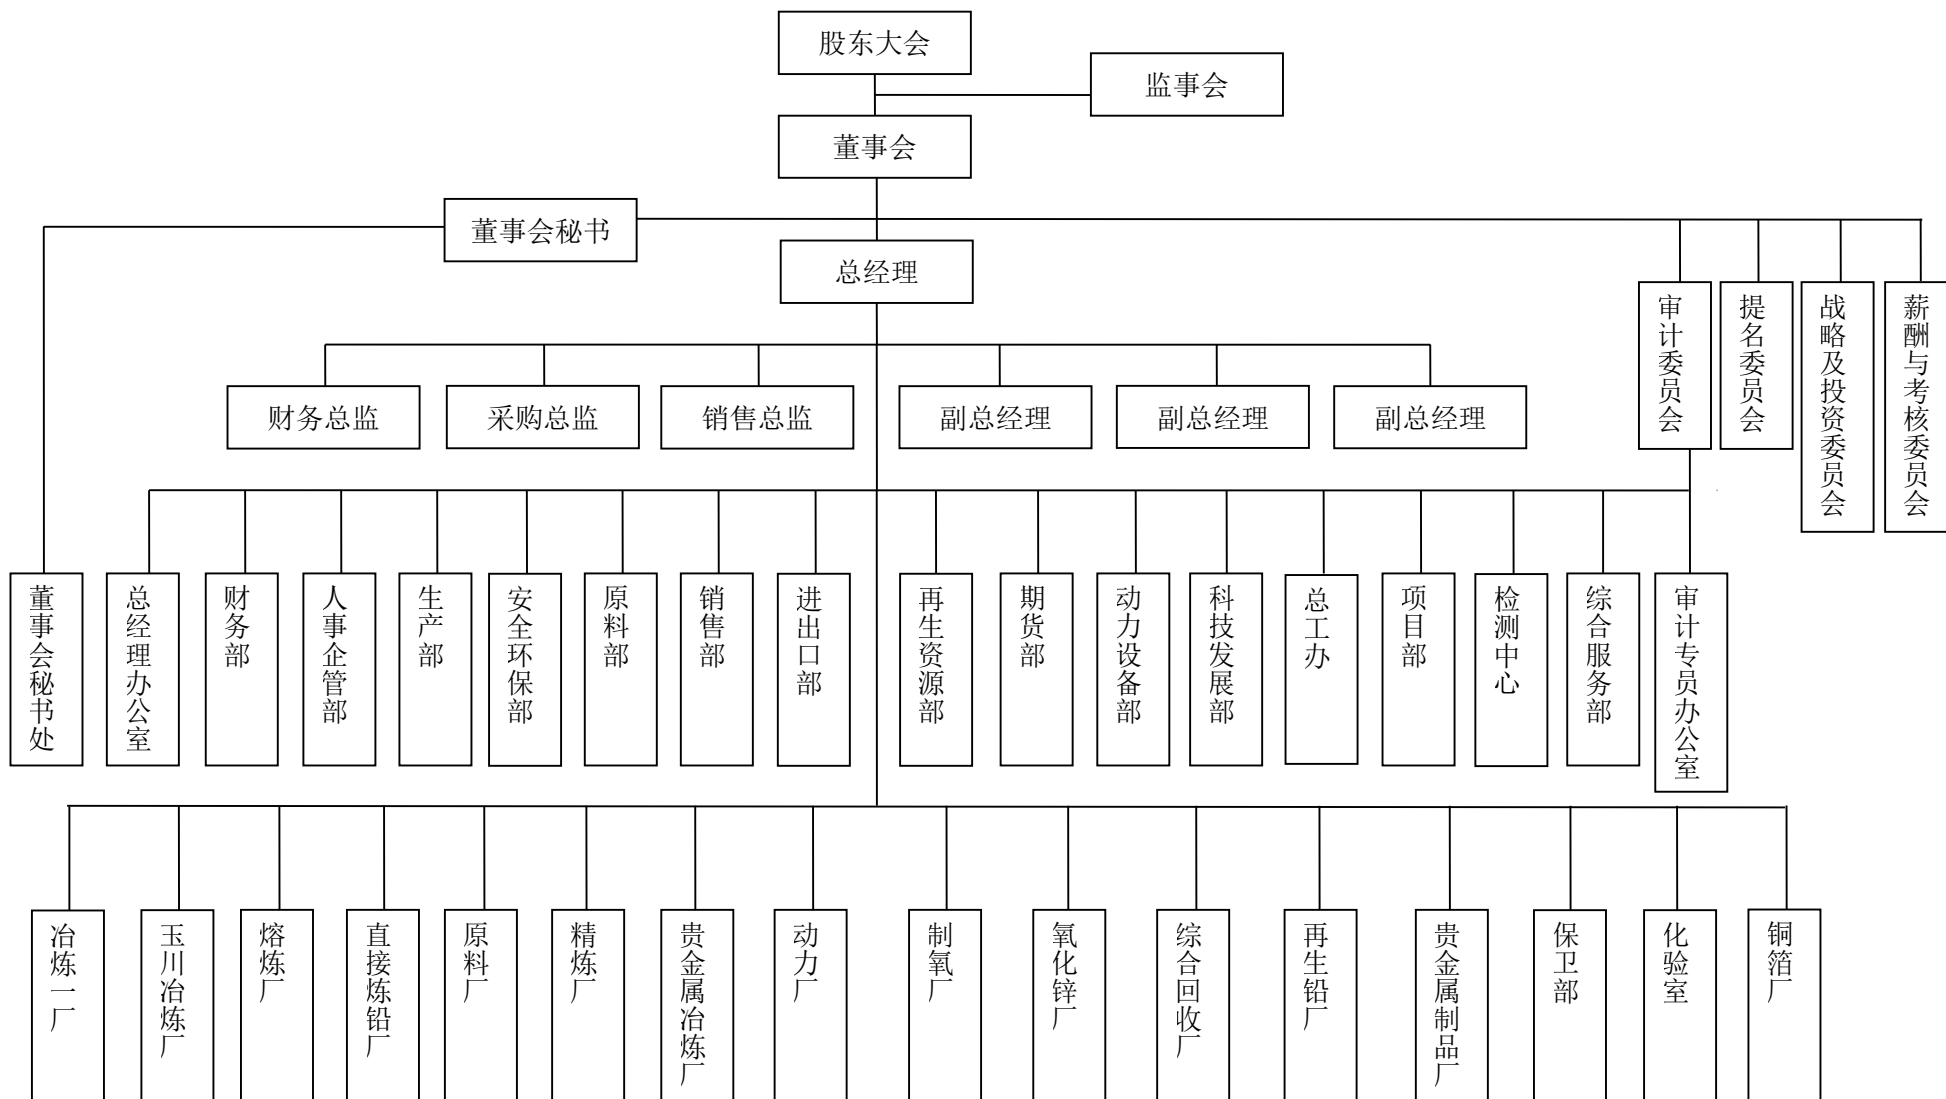 股东大会
监事会
董事会
董事会秘书
总经理
审计委员会
提名委员会
战略及投资委员会
薪酬与考核委员会
财务总监
采购总监
销售总监
副总经理
副总经理
副总经理
董事会秘书处
总经理办公室
财务部
人事企管部
生产部
安全环保部
原料部
销售部
进出口部
再生资源部
期货部
动力设备部
科技发展部
总工办
项目部
检测中心
综合服务部
审计专员办公室
冶炼一厂
玉川冶炼厂
熔炼厂
直接炼铅厂
原料厂
精炼厂
贵金属冶炼厂
动力厂
制氧厂
氧化锌厂
综合回收厂
再生铅厂
贵金属制品厂
保卫部
化验室
铜箔厂